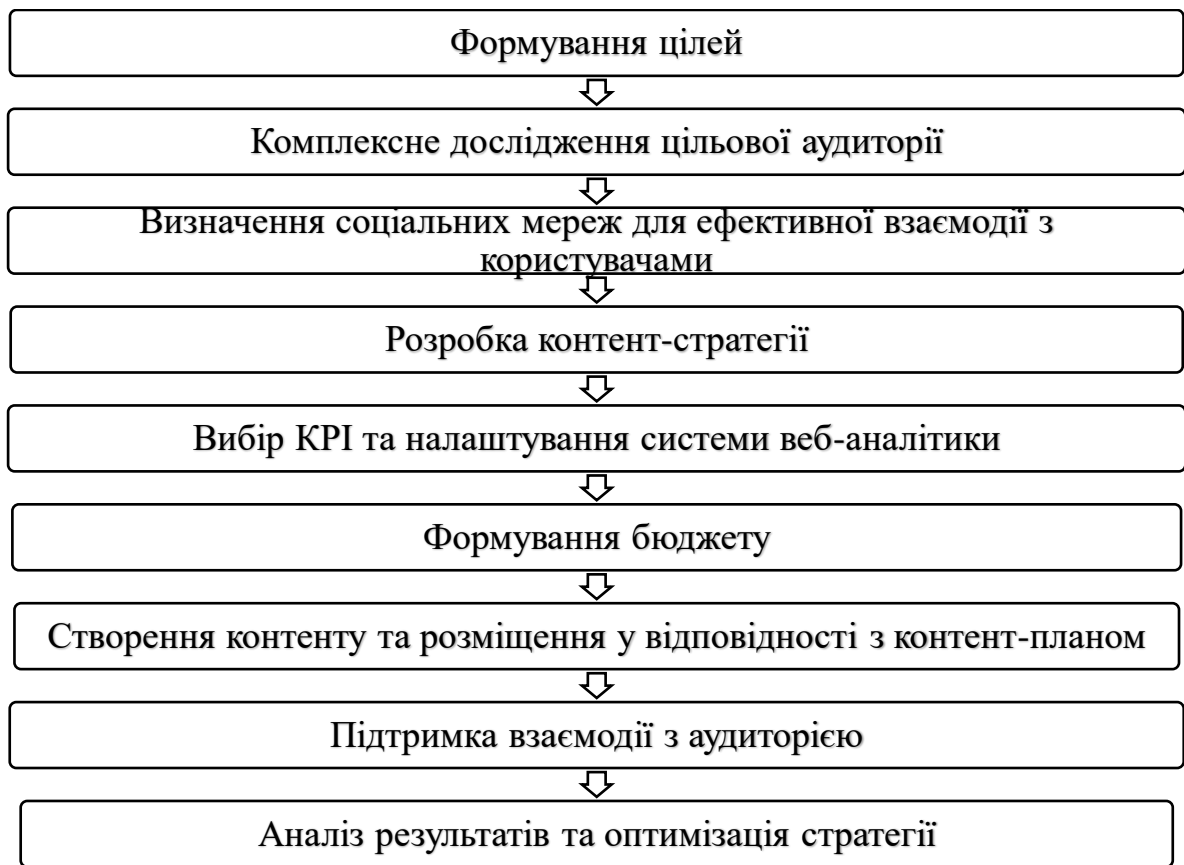 Формування цілей
Комплексне дослідження цільової аудиторії
Визначення соціальних мереж для ефективної взаємодії з
користувачами
Розробка контент-стратегії
Вибір KPI та налаштування системи веб-аналітики
Формування бюджету
Створення контенту та розміщення у відповідності з контент-планом
Підтримка взаємодії з аудиторією
Аналіз результатів та оптимізація стратегії